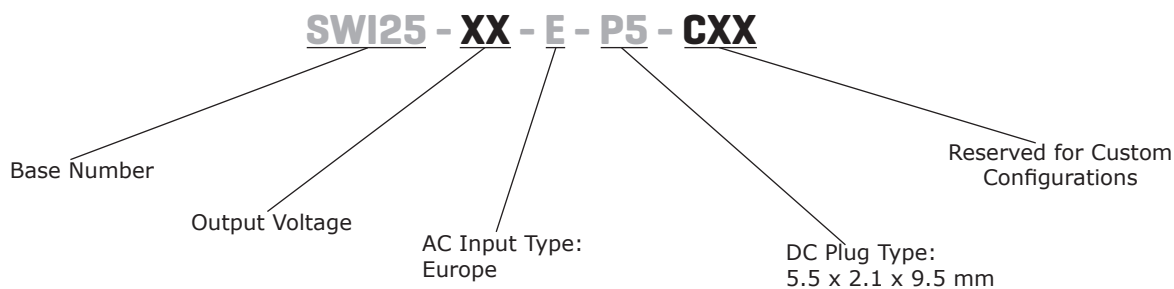 SWI25 - XX - E - P5 - CXX
Base Number
Output Voltage
AC Input Type:
Europe
DC Plug Type:
5.5 x 2.1 x 9.5 mm
Reserved for Custom
Configurations